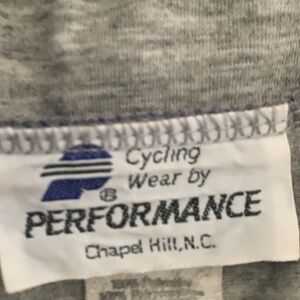 Cycling
Wear by
®
PERFORMANCE
Chapel Hill, N.C.